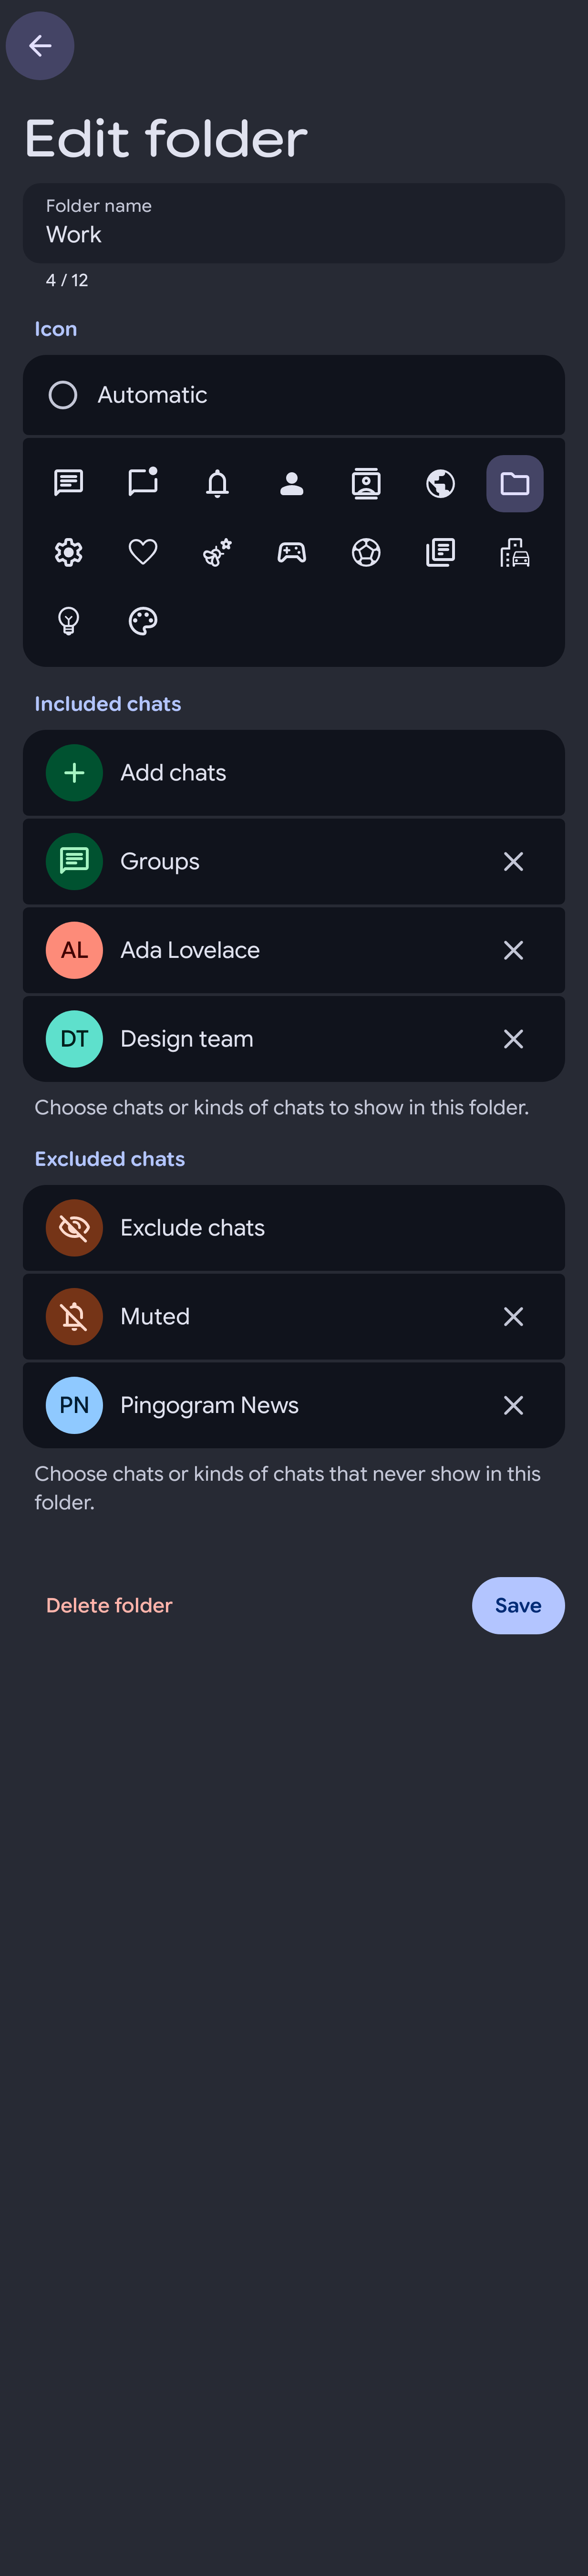 Edit folder
Folder name
Work
4 / 12
Icon
Automatic
Included chats
Add chats
Groups
AL
Ada Lovelace
DT
Design team
Choose chats or kinds of chats to show in this folder.
Excluded chats
Exclude chats
Muted
PN
Pingogram News
Choose chats or kinds of chats that never show in this
folder.
Delete folder
Save